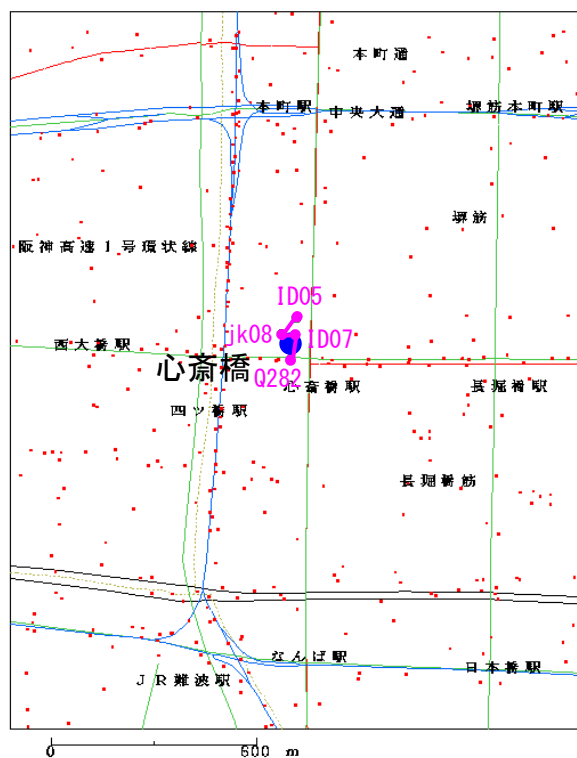 本町通
本町駅
中央大通
堺筋本町駅
堺筋
阪神高速1号環状線
ID05
jk08
ID07
西大橋駅
心斎橋
Q282
心斎橋駅
長堀橋駅
四ツ橋駅
長堀橋筋
なんば駅
日本橋駅
JR難波駅
0 600 m